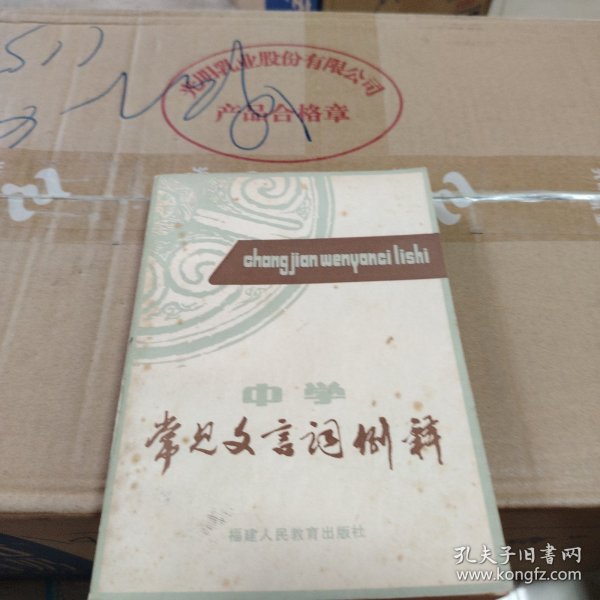 511
光明乳业股份有限公司
产品合格章
changjian wenyanci lishi
中学
常见文言词例释
福建人民教育出版社
孔夫子旧书网
www.kongfz.com